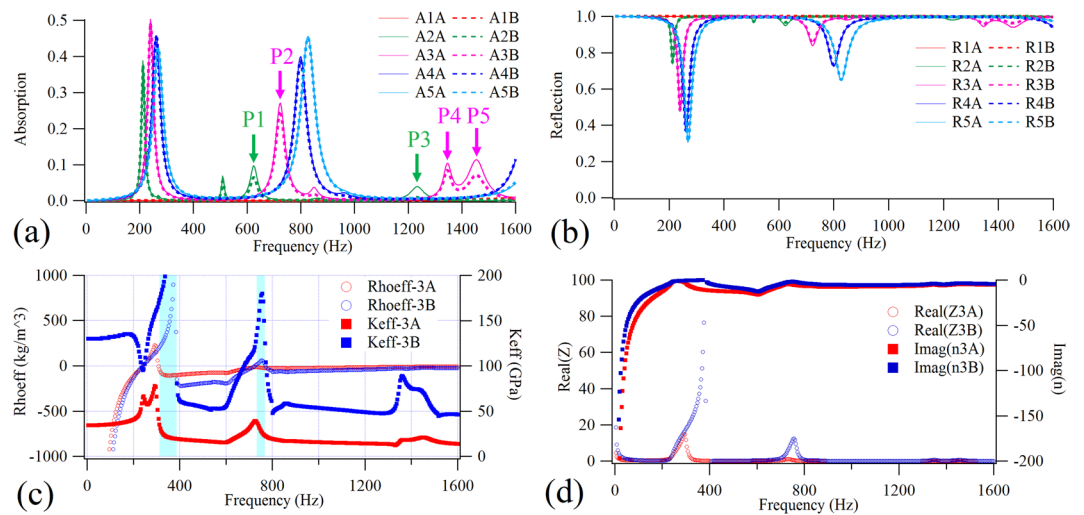 0.5
0.4
0.3
0.2
0.1
0.0
Absorption
A1A A1B
A2A A2B
A3A A3B
A4A A4B
A5A A5B
P1
P2
P3
P4
P5
0 200 400 600 800 1000 1200 1400 1600
Frequency (Hz)
(a)
1.0
0.8
0.6
0.4
0.2
0.0
Reflection
R1A R1B
R2A R2B
R3A R3B
R4A R4B
R5A R5B
0 200 400 600 800 1000 1200 1400 1600
Frequency (Hz)
(b)
1000
500
0
-500
-1000
Rhoeff (kg/m^3)
Rhoeff-3A
Rhoeff-3B
Keff-3A
Keff-3B
200
150
100
50
0
Keff(GPa)
0 400 800 1200 1600
Frequency (Hz)
(c)
100
80
60
40
20
0
Real(Z)
Real(Z3A)
Real(Z3B)
Imag(n3A)
Imag(n3B)
0
-50
-100
-150
-200
Imag(n)
0 400 800 1200 1600
Frequency (Hz)
(d)